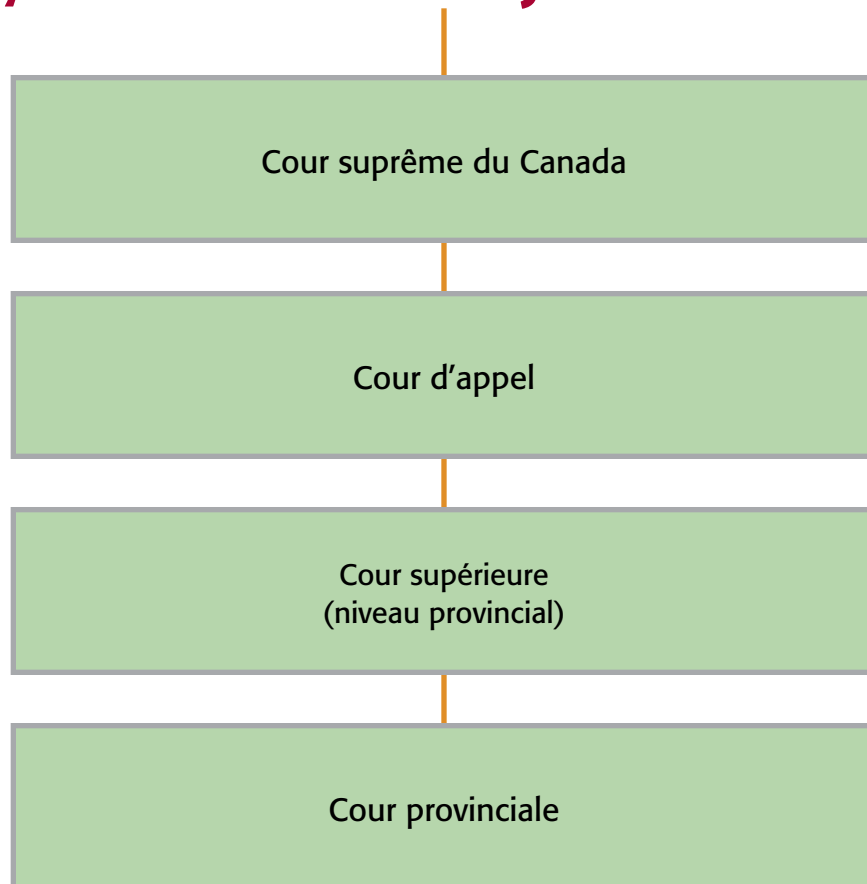 Cour suprême du Canada
Cour d’appel
Cour supérieure
(niveau provincial)
Cour provinciale